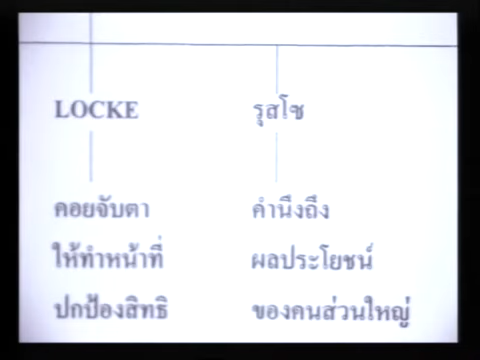 LOCKE
รุสโซ
คอยจับตา
ให้ทำหน้าที่
ปกป้องสิทธิ
คำนึงถึง
ผลประโยชน์
ของคนส่วนใหญ่